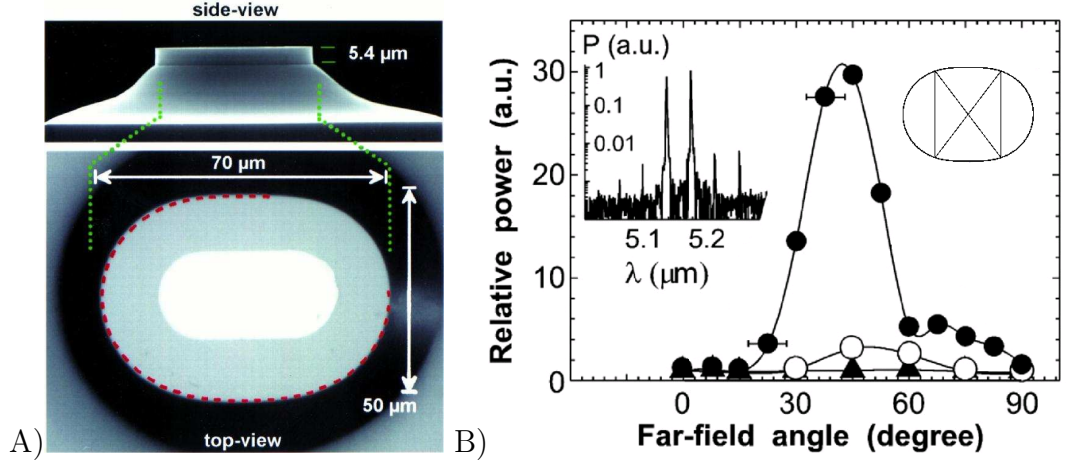 side-view
5.4 µm
70 µm
50 µm
top-view
A)
P (a.u.)
1
0.1
0.01
5.1 5.2
λ (µm)
Relative power (a.u.)
30
20
10
0
0 30 60 90
Far-field angle (degree)
B)